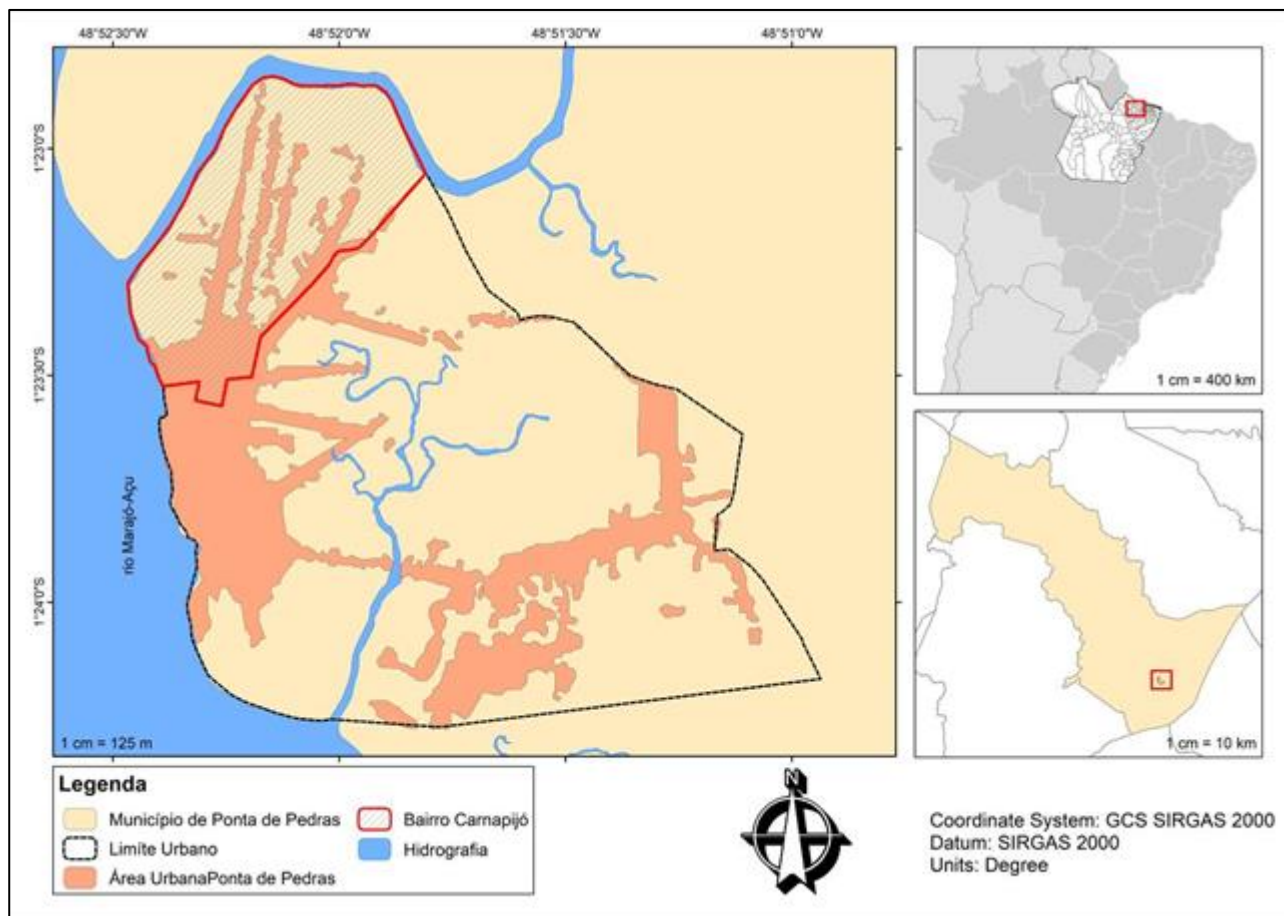 48°52'30"W
48°52'0"W
48°51'30"W
48°51'0"W
1°23'0"S
1°23'30"S
1°24'0"S
rio Marajó-Açu
1 cm = 125 m
1 cm = 400 km
1 cm = 10 km
Legenda
Município de Ponta de Pedras
Limíte Urbano
Área UrbanaPonta de Pedras
Bairro Carnapijó
Hidrografia
N
Coordinate System: GCS SIRGAS 2000
Datum: SIRGAS 2000
Units: Degree